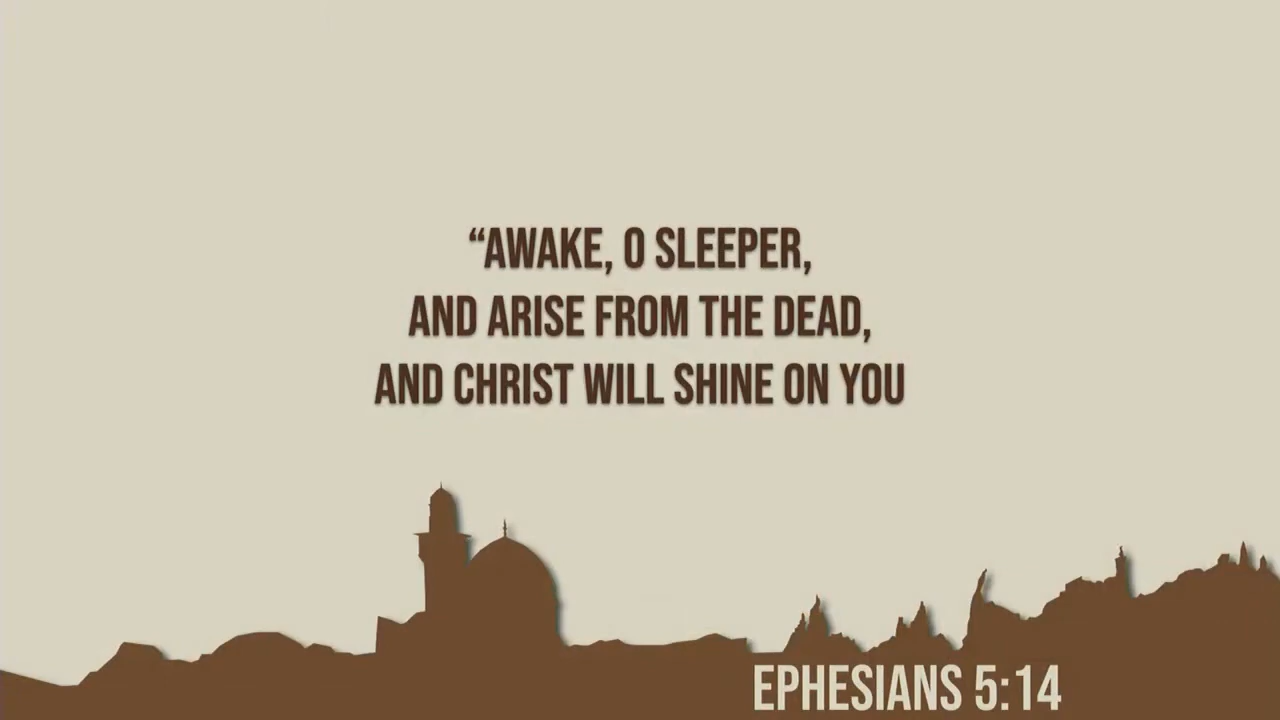 “AWAKE, O SLEEPER,
AND ARISE FROM THE DEAD,
AND CHRIST WILL SHINE ON YOU
EPHESIANS 5:14